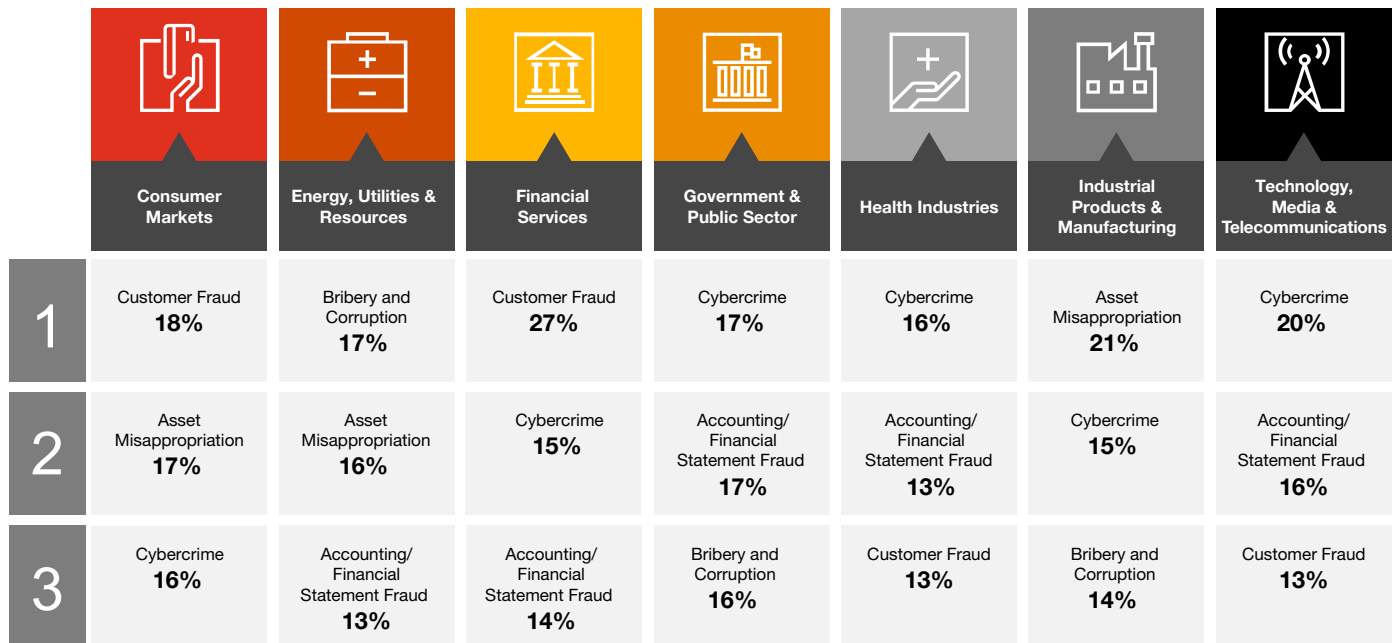 Consumer
Markets
Energy, Utilities &
Resources
Financial
Services
Government &
Public Sector
Health Industries
Industrial
Products &
Manufacturing
Technology,
Media &
Telecommunications
1
Customer Fraud
18%
Bribery and
Corruption
17%
Customer Fraud
27%
Cybercrime
17%
Cybercrime
16%
Asset
Misappropriation
21%
Cybercrime
20%
2
Asset
Misappropriation
17%
Asset
Misappropriation
16%
Cybercrime
15%
Accounting/
Financial
Statement Fraud
17%
Accounting/
Financial
Statement Fraud
13%
Cybercrime
15%
Accounting/
Financial
Statement Fraud
16%
3
Cybercrime
16%
Accounting/
Financial
Statement Fraud
13%
Accounting/
Financial
Statement Fraud
14%
Bribery and
Corruption
16%
Customer Fraud
13%
Bribery and
Corruption
14%
Customer Fraud
13%